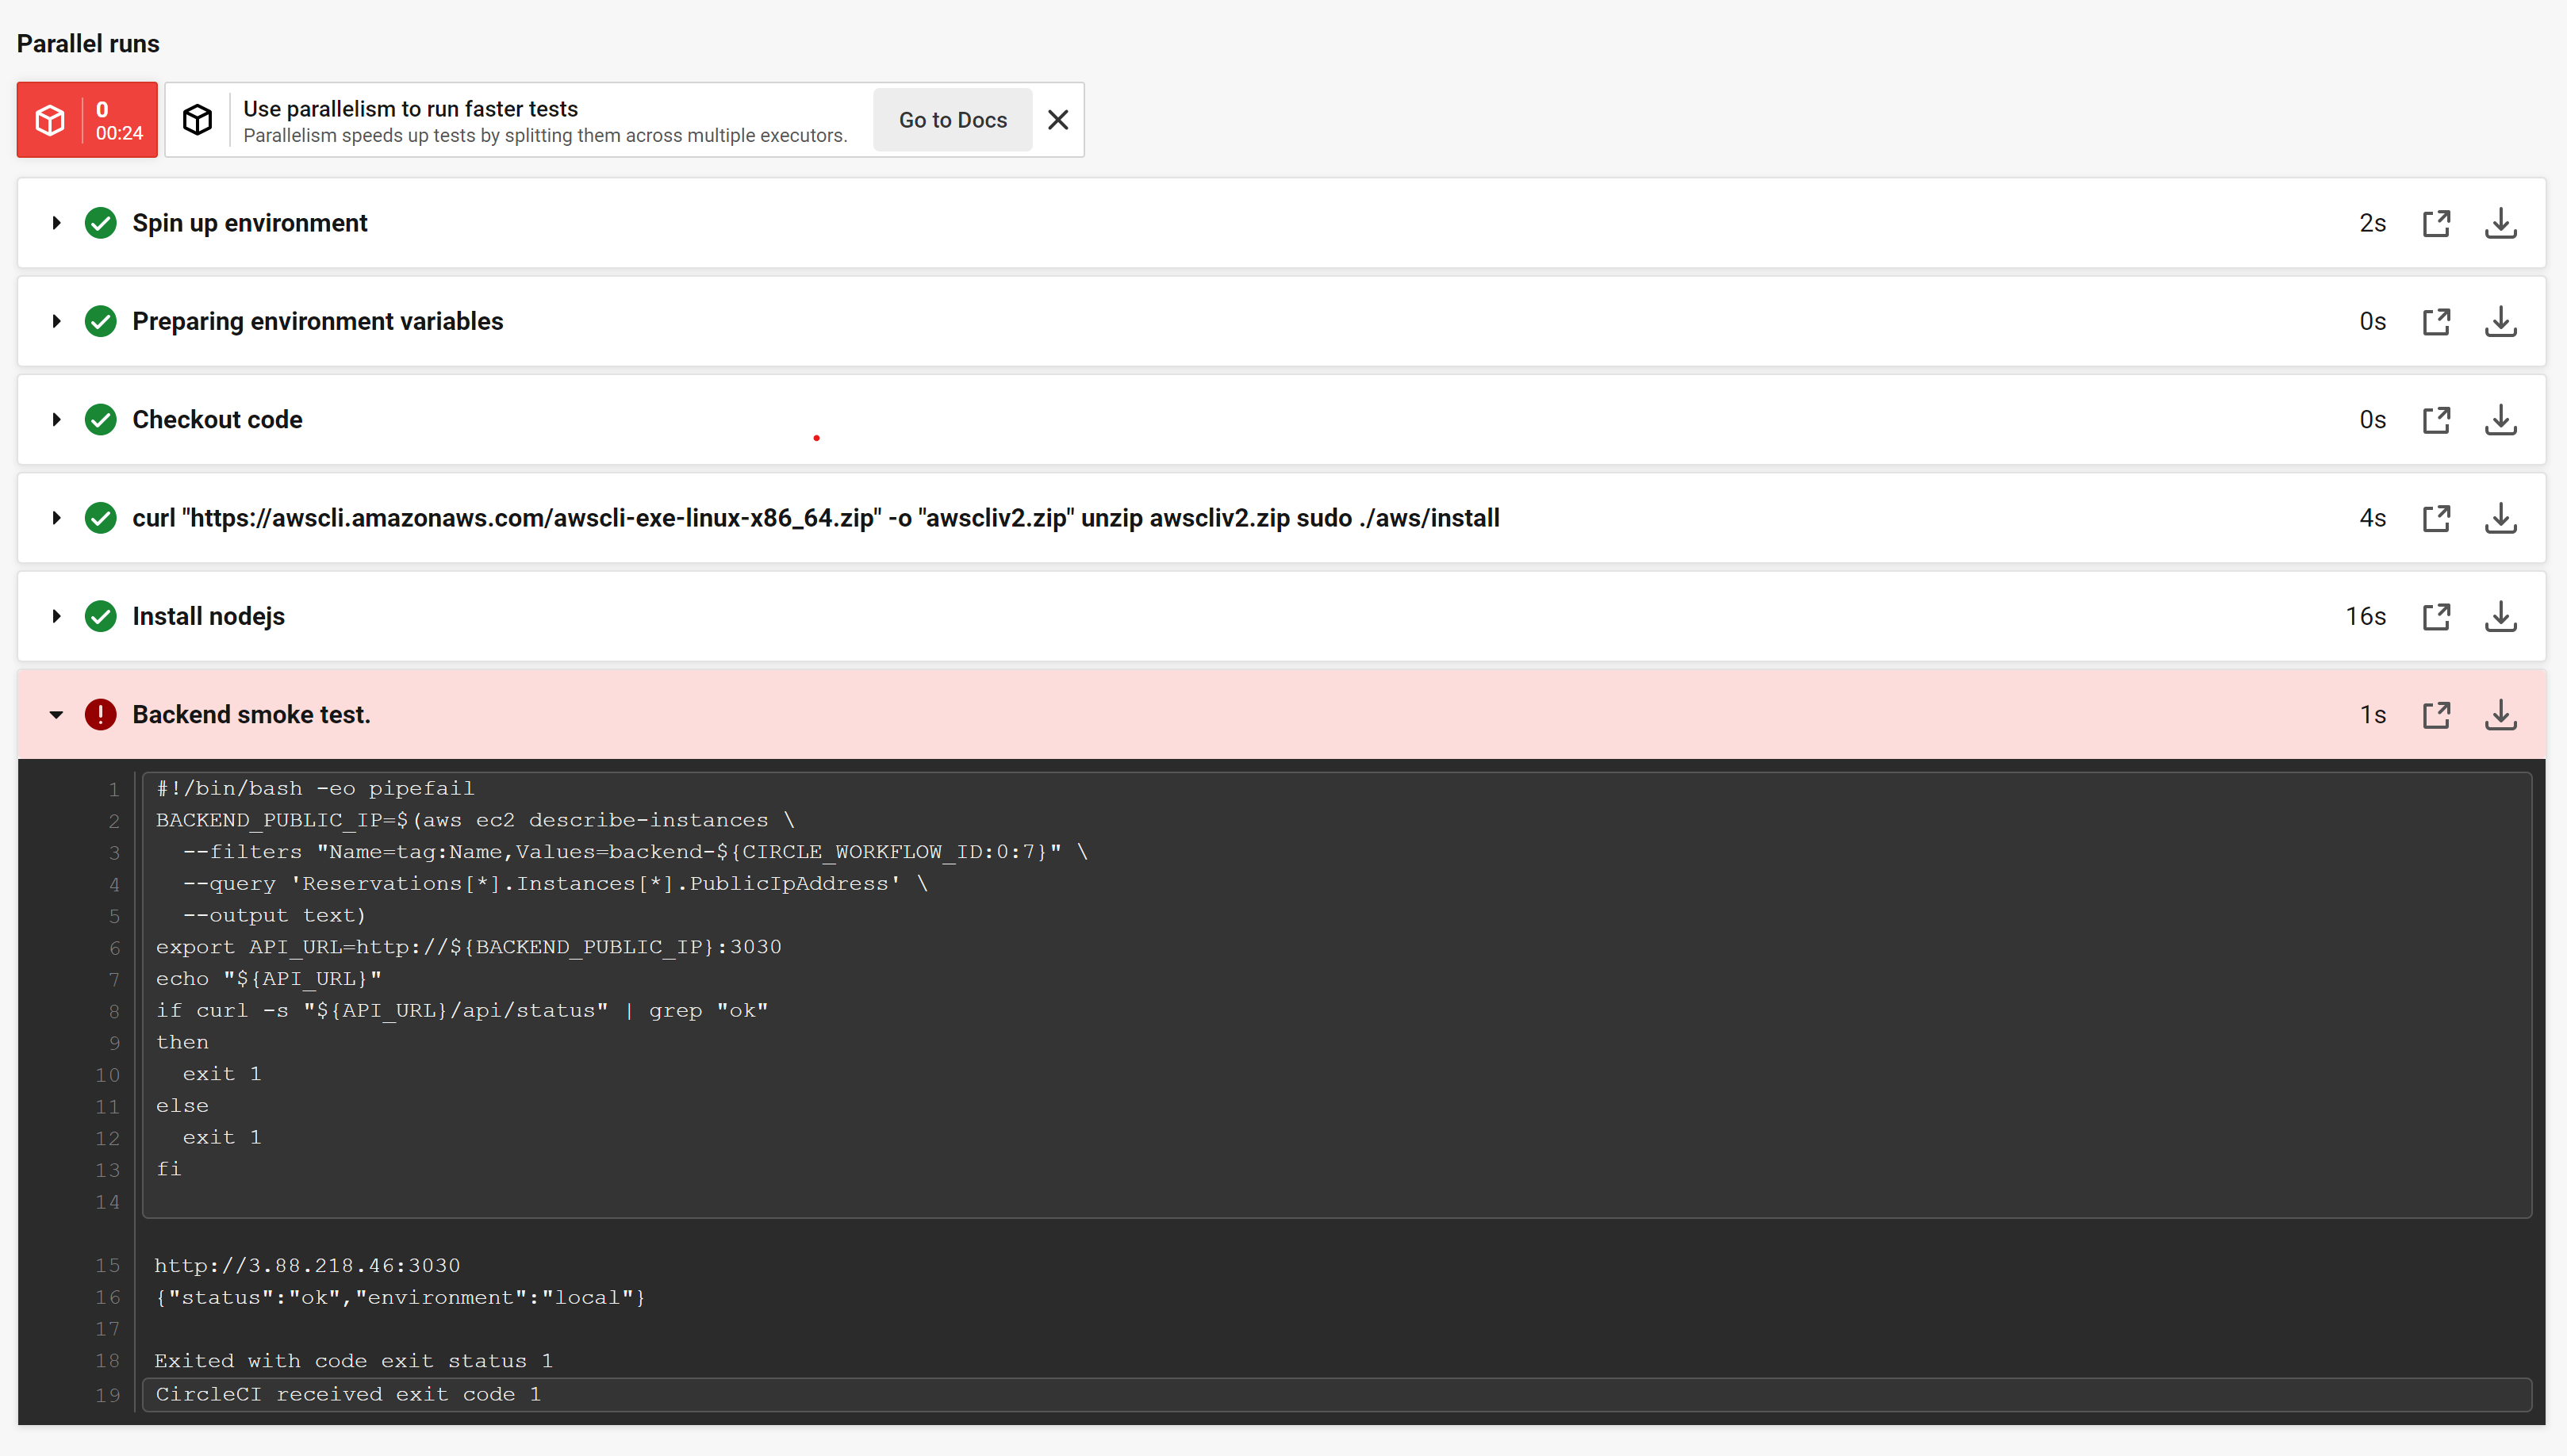 Parallel runs
0
00:24
Use parallelism to run faster tests
Parallelism speeds up tests by splitting them across multiple executors.
Go to Docs
Spin up environment 2s
Preparing environment variables 0s
Checkout code 0s
curl "https://awscli.amazonaws.com/awscli-exe-linux-x86_64.zip" -o "awscliv2.zip" unzip awscliv2.zip sudo ./aws/install 4s
Install nodejs 16s
Backend smoke test. 1s
1 #!/bin/bash -eo pipefail
2 BACKEND_PUBLIC_IP=$(aws ec2 describe-instances \
3   --filters "Name=tag:Name,Values=backend-${CIRCLE_WORKFLOW_ID:0:7}" \
4   --query 'Reservations[*].Instances[*].PublicIpAddress' \
5   --output text)
6 export API_URL=http://${BACKEND_PUBLIC_IP}:3030
7 echo "${API_URL}"
8 if curl -s "${API_URL}/api/status" | grep "ok"
9 then
10   exit 1
11 else
12   exit 1
13 fi
14
15 http://3.88.218.46:3030
16 {"status":"ok","environment":"local"}
17
18 Exited with code exit status 1
19 CircleCI received exit code 1